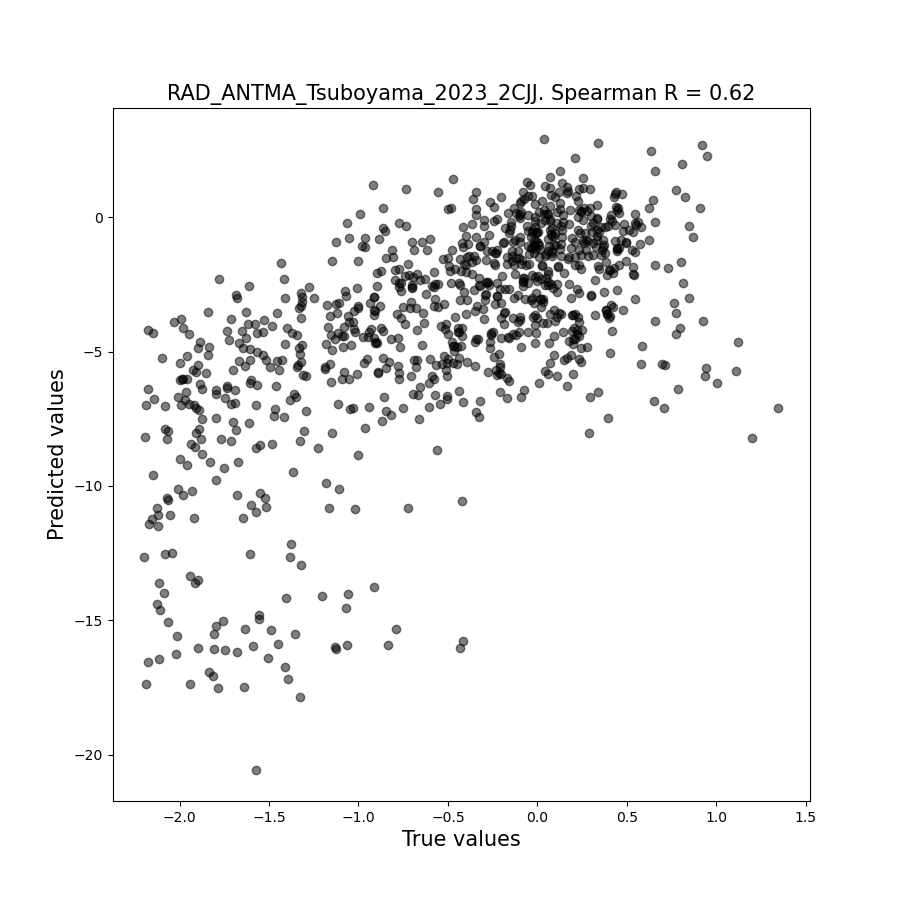 RAD_ANTMA_Tsuboyama_2023_2CJJ. Spearman R = 0.62
Predicted values
0
−5
−10
−15
−20
−2.0 −1.5 −1.0 −0.5 0.0 0.5 1.0 1.5
True values